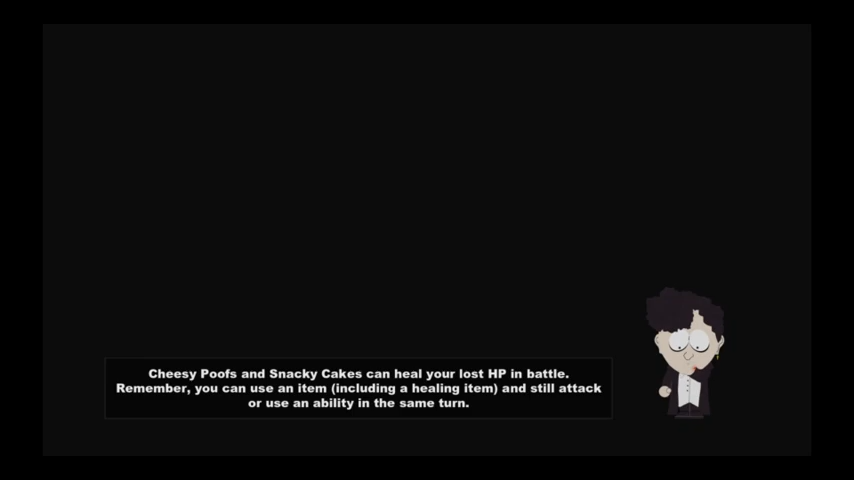 Cheesy Poofs and Snacky Cakes can heal your lost HP in battle.
Remember, you can use an item (including a healing item) and still attack
or use an ability in the same turn.